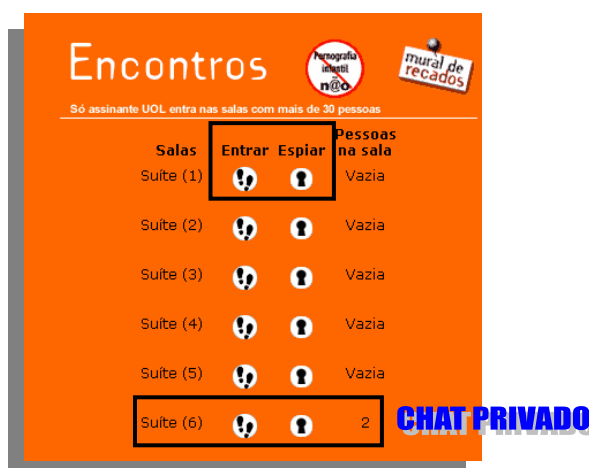 Encontros
Pornografia
infantil
não
mural de
recados
Só assinante UOL entra nas salas com mais de 30 pessoas
Salas Entrar Espiar Pessoas na sala
Suíte (1) Vazia
Suíte (2) Vazia
Suíte (3) Vazia
Suíte (4) Vazia
Suíte (5) Vazia
Suíte (6) 2 CHAT PRIVADO